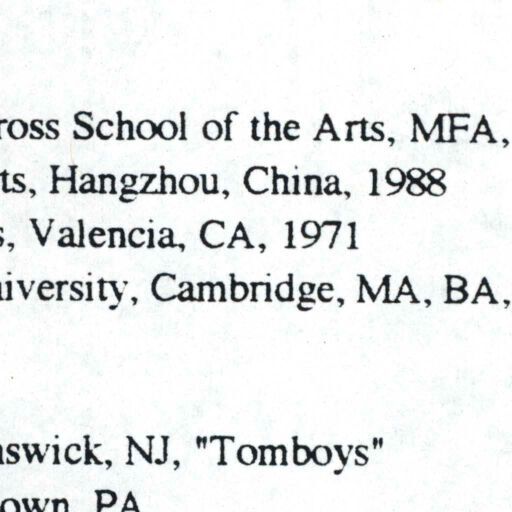 ross School of the Arts, MFA,
ts, Hangzhou, China, 1988
s, Valencia, CA, 1971
iversity, Cambridge, MA, BA,
nswick, NJ, "Tomboys"
own, PA